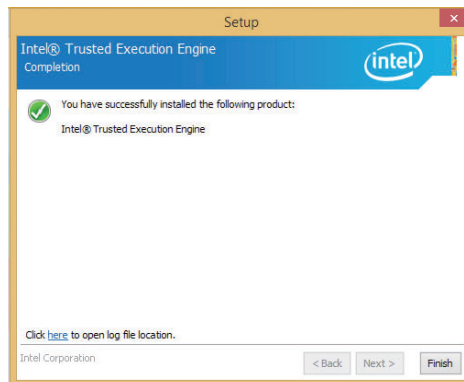 Setup
Intel® Trusted Execution Engine
Completion
intel
You have successfully installed the following product:
Intel® Trusted Execution Engine
Click here to open log file location.
Intel Corporation
< Back Next > Finish